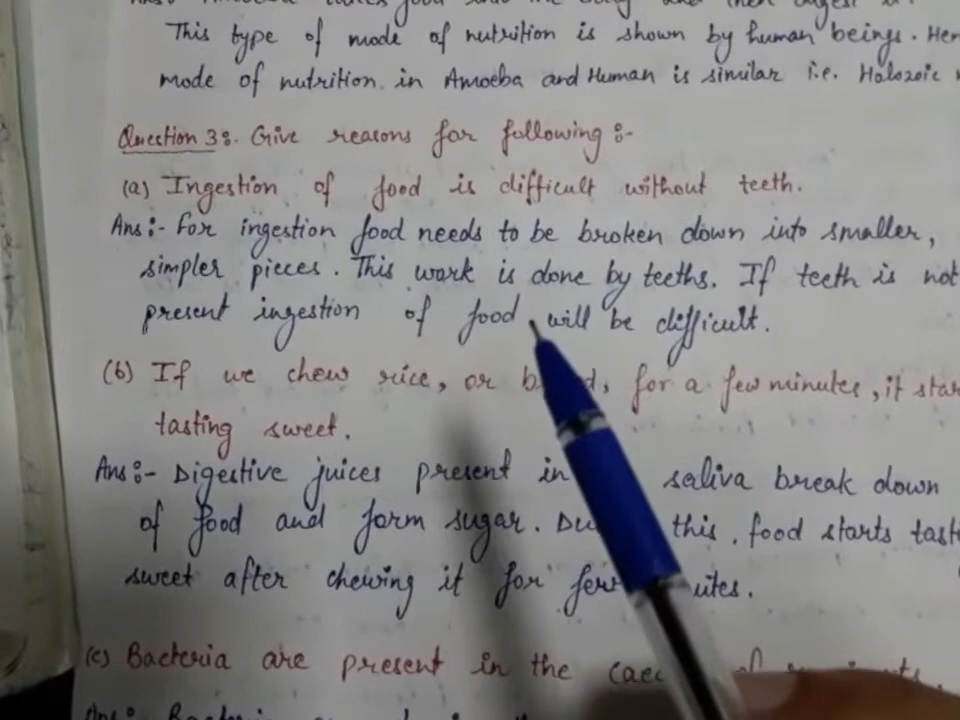 This type of mode of nutrition is shown by human beings.
mode of nutrition in Amoeba and Human is similar i.e. Holozoic
Question 3:- Give reasons for following :-
(a) Ingestion of food is difficult without teeth.
Ans:- For ingestion food needs to be broken down into smaller,
simpler pieces. This work is done by teeths. If teeth is not
present ingestion of food will be difficult.
(b) If we chew rice, or for a few minutes, it
tasting sweet.
Ans:- Digestive juices present in saliva break down
of food and form sugar. this, food starts
sweet after chewing it for
(c) Bacteria are present in the
Ans:-